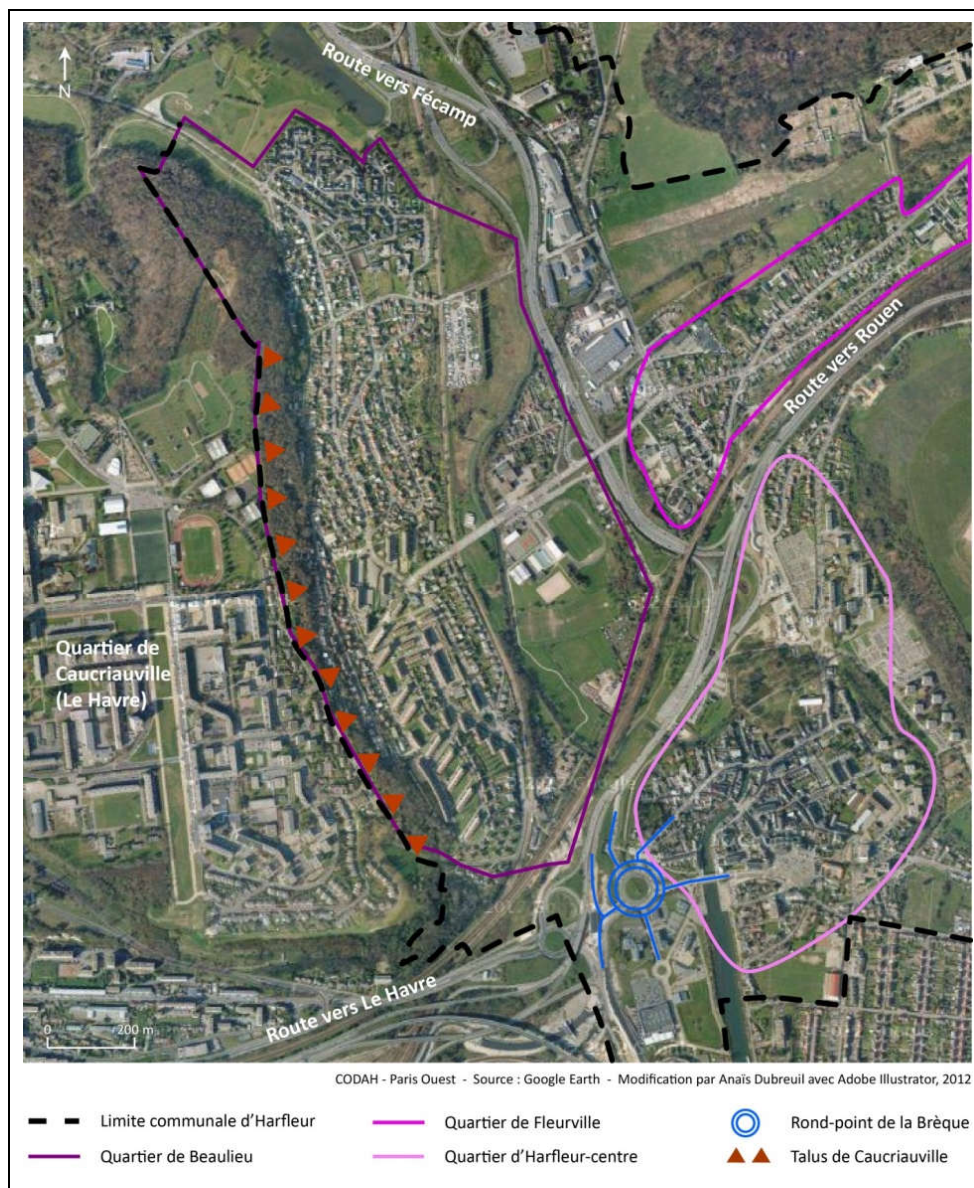 N
Route vers Fécamp
Route vers Rouen
Quartier de
Caucriauville
(Le Havre)
Route vers Le Havre
0 200 m
CODAH - Paris Ouest - Source : Google Earth - Modification par Anaïs Dubreuil avec Adobe Illustrator, 2012
Limite communale d'Harfleur
Quartier de Fleurville
Rond-point de la Brèque
Quartier de Beaulieu
Quartier d'Harfleur-centre
Talus de Caucriauville